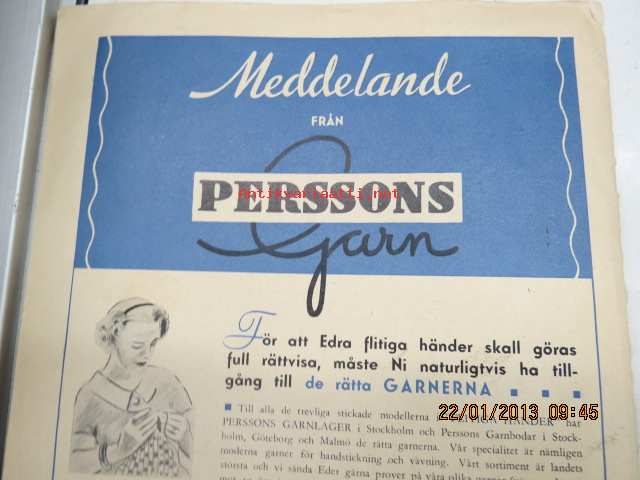 Meddelande
FRÅN
PERSSONS
Garn
antikvariaatti.net
För att Edra flitiga händer skall göras
full rättvisa, måste Ni naturligtvis ha till-
gång till de rätta GARNERNA
Till alla de trevliga stickade modellerna i FLITIGA HÄNDER har
PERSSONS GARNLAGER i Stockholm och Perssons Garnbodar i Stock-
holm, Göteborg och Malmö de rätta garnerna. Vår specialitet är nämligen
moderna garner för handstickning och vävning. Vårt sortiment är landets
största och vi sända Eder gärna prover på våra olika
22/01/2013 09:45